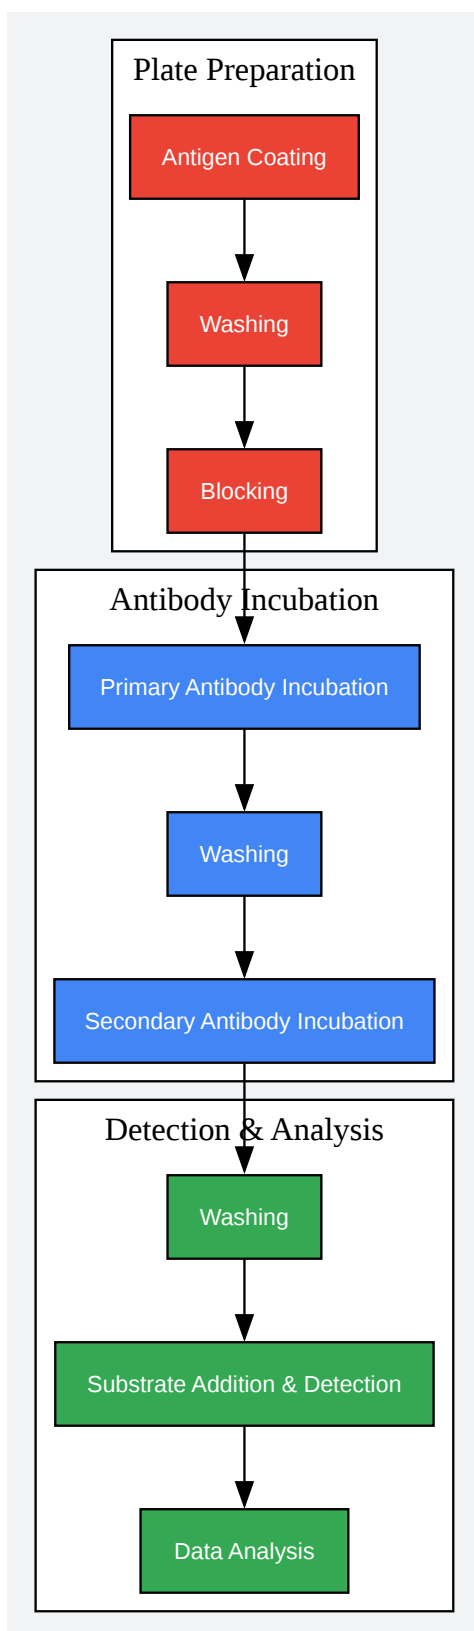 Plate Preparation
Antigen Coating
Washing
Blocking
Antibody Incubation
Primary Antibody Incubation
Washing
Secondary Antibody Incubation
Detection & Analysis
Washing
Substrate Addition & Detection
Data Analysis